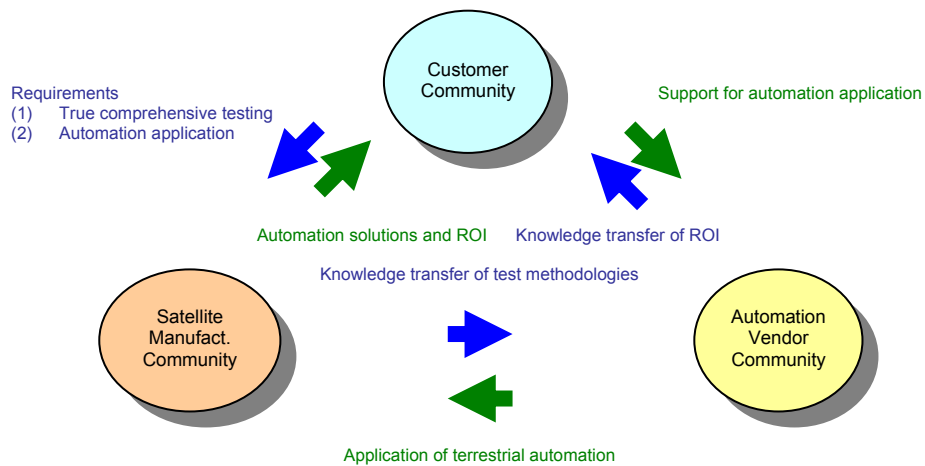 Customer
Community
Requirements
(1) True comprehensive testing
(2) Automation application
Support for automation application
Automation solutions and ROI
Knowledge transfer of ROI
Knowledge transfer of test methodologies
Satellite
Manufact.
Community
Automation
Vendor
Community
Application of terrestrial automation